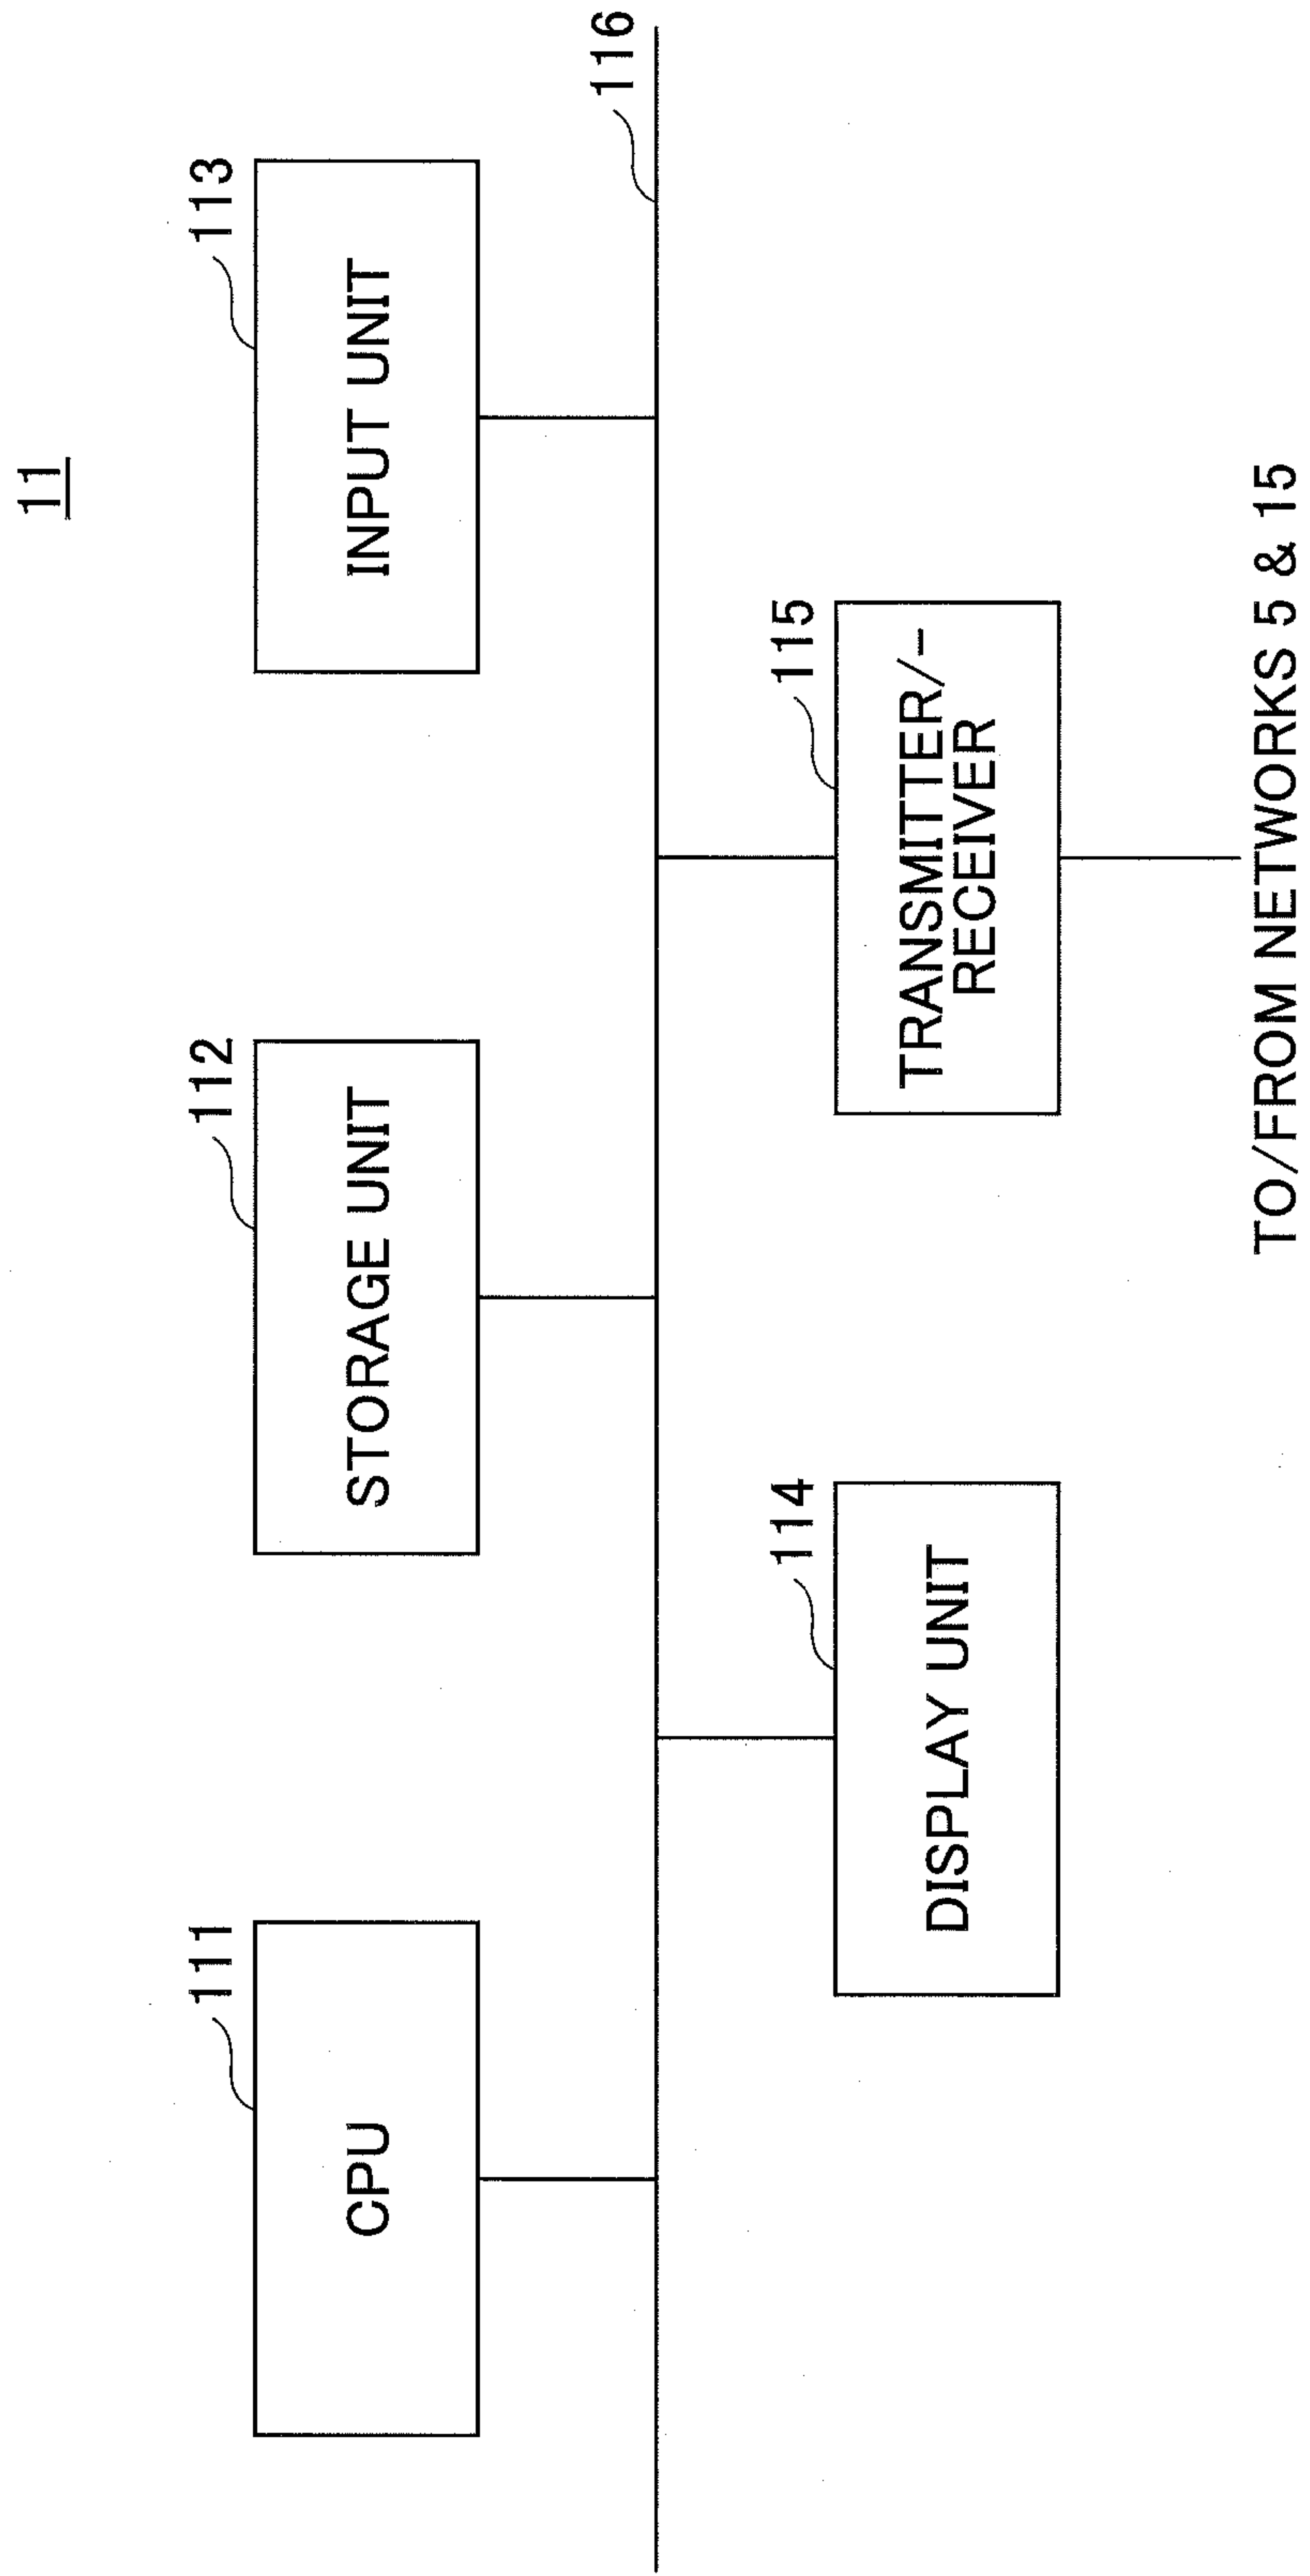 11
111
CPU
112
STORAGE UNIT
113
INPUT UNIT
116
114
DISPLAY UNIT
115
TRANSMITTER/-
RECEIVER
TO/FROM NETWORKS 5 & 15